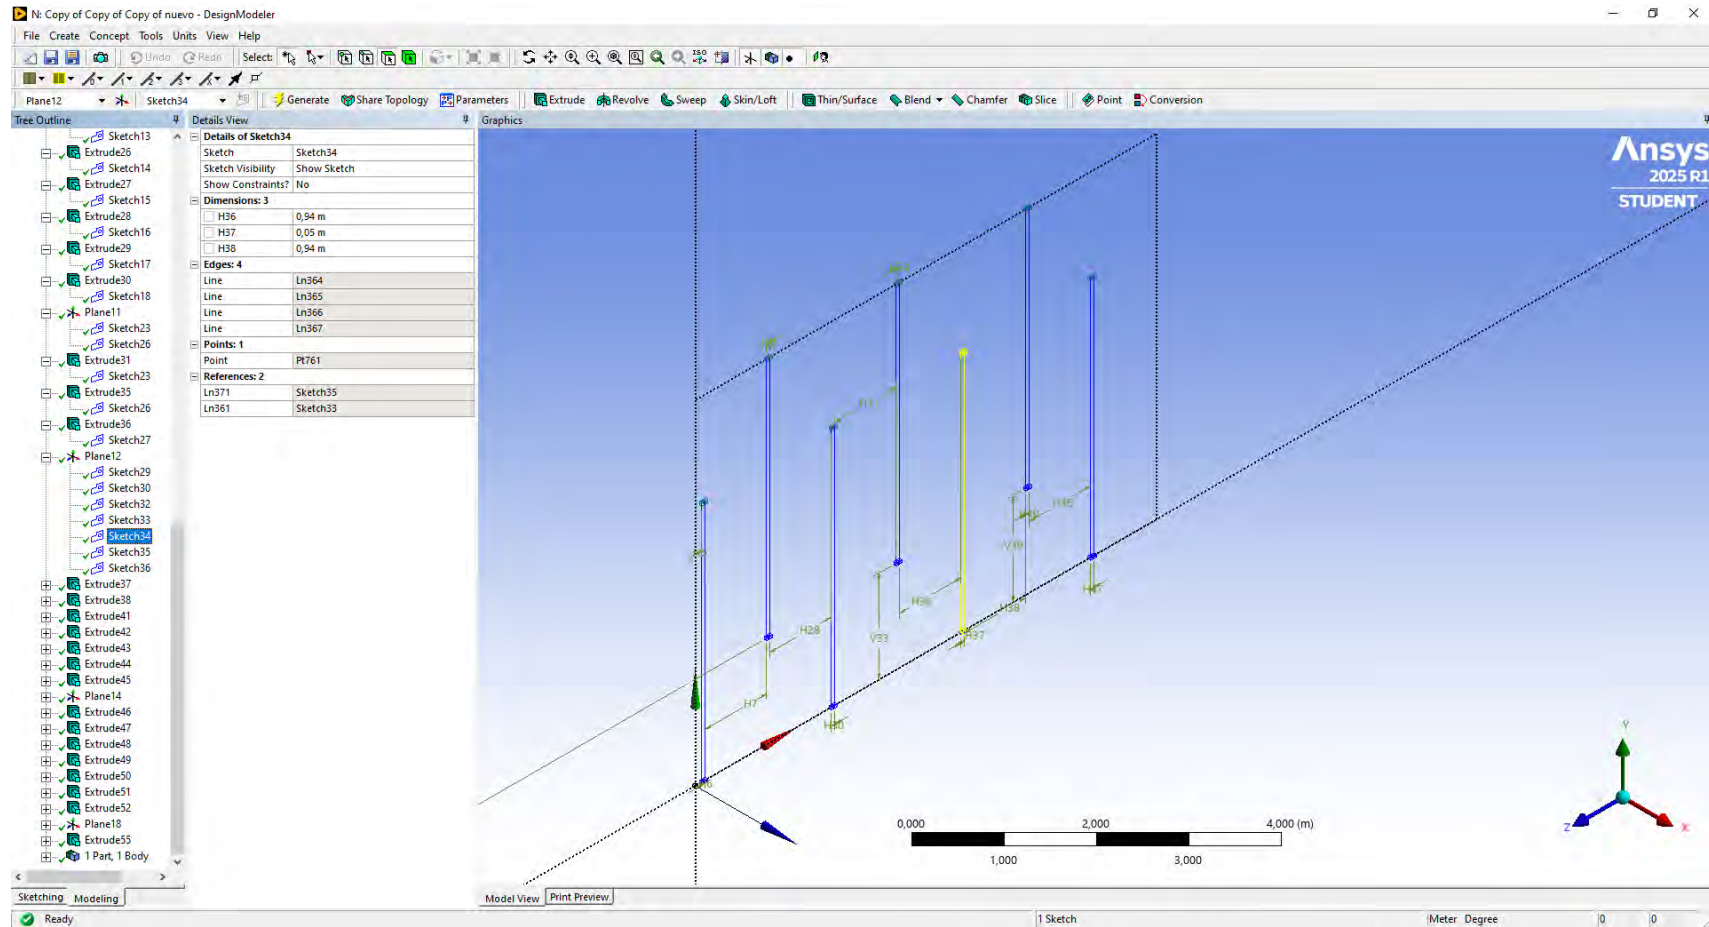 N: Copy of Copy of Copy of nuevo - DesignModeler
File Create Concept Tools Units View Help
Undo Redo Select: ISO
Plane12 Sketch34 Generate Share Topology Parameters Extrude Revolve Sweep Skin/Loft Thin/Surface Blend Chamfer Slice Point Conversion
Tree Outline
Sketch13
Extrude26
Sketch14
Extrude27
Sketch15
Extrude28
Sketch16
Extrude29
Sketch17
Extrude30
Sketch18
Plane11
Sketch23
Sketch26
Extrude31
Sketch23
Extrude35
Sketch26
Extrude36
Sketch27
Plane12
Sketch29
Sketch30
Sketch32
Sketch33
Sketch34
Sketch35
Sketch36
Extrude37
Extrude38
Extrude41
Extrude42
Extrude43
Extrude44
Extrude45
Plane14
Extrude46
Extrude47
Extrude48
Extrude49
Extrude50
Extrude51
Extrude52
Plane18
Extrude55
1 Part, 1 Body
Sketching Modeling
Details View
Details of Sketch34
Sketch Sketch34
Sketch Visibility Show Sketch
Show Constraints? No
Dimensions: 3
H36 0,94 m
H37 0,05 m
H38 0,94 m
Edges: 4
Line Ln364
Line Ln365
Line Ln366
Line Ln367
Points: 1
Point Pt761
References: 2
Ln371 Sketch35
Ln361 Sketch33
Graphics
Ansys
2025 R1
STUDENT
H28
H7
V33
H36
H37
H38
V39
H45
0,000 2,000 4,000 (m)
1,000 3,000
Y
Z
X
Model View Print Preview
Ready 1 Sketch Meter Degree 0 0